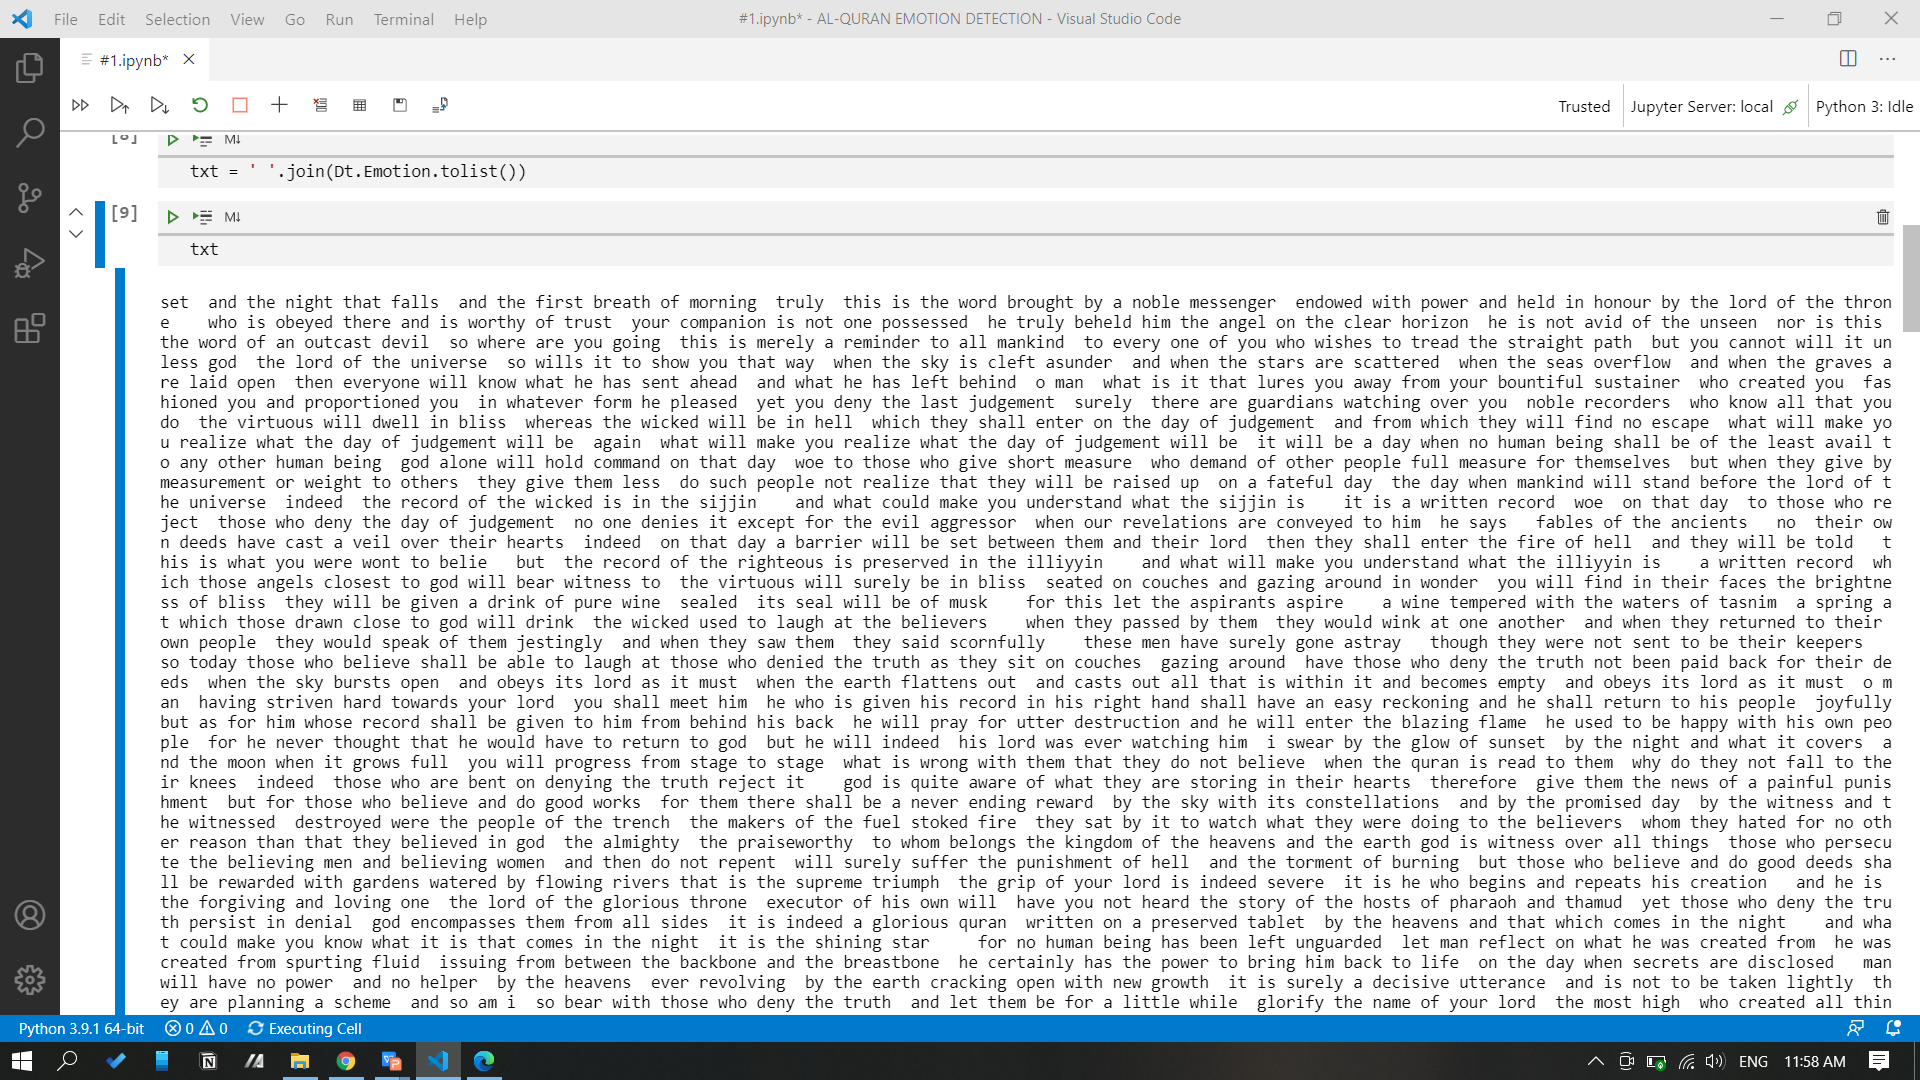 File Edit Selection View Go Run Terminal Help
#1.ipynb* - AL-QURAN EMOTION DETECTION - Visual Studio Code
#1.ipynb*
Trusted
Jupyter Server: local
Python 3: Idle
[8]
M↓
txt = ' '.join(Dt.Emotion.tolist())
[9]
M↓
txt
set  and the night that falls  and the first breath of morning  truly  this is the word brought by a noble messenger  endowed with power and held in honour by the lord of the thron
e    who is obeyed there and is worthy of trust  your companion is not one possessed  he truly beheld him the angel on the clear horizon  he is not avid of the unseen  nor is this
the word of an outcast devil  so where are you going  this is merely a reminder to all mankind  to every one of you who wishes to tread the straight path  but you cannot will it un
less god  the lord of the universe  so wills it to show you that way  when the sky is cleft asunder  and when the stars are scattered  when the seas overflow  and when the graves a
re laid open  then everyone will know what he has sent ahead  and what he has left behind  o man  what is it that lures you away from your bountiful sustainer  who created you  fas
hioned you and proportioned you  in whatever form he pleased  yet you deny the last judgement  surely  there are guardians watching over you  noble recorders  who know all that you
do  the virtuous will dwell in bliss  whereas the wicked will be in hell  which they shall enter on the day of judgement  and from which they will find no escape  what will make yo
u realize what the day of judgement will be  again  what will make you realize what the day of judgement will be  it will be a day when no human being shall be of the least avail t
o any other human being  god alone will hold command on that day  woe to those who give short measure  who demand of other people full measure for themselves  but when they give by
measurement or weight to others  they give them less  do such people not realize that they will be raised up  on a fateful day  the day when mankind will stand before the lord of t
he universe  indeed  the record of the wicked is in the sijjin    and what could make you understand what the sijjin is    it is a written record  woe  on that day  to those who re
ject  those who deny the day of judgement  no one denies it except for the evil aggressor  when our revelations are conveyed to him  he says   fables of the ancients   no  their ow
n deeds have cast a veil over their hearts  indeed  on that day a barrier will be set between them and their lord  then they shall enter the fire of hell  and they will be told   t
his is what you were wont to belie   but  the record of the righteous is preserved in the illiyyin    and what will make you understand what the illiyyin is    a written record  wh
ich those angels closest to god will bear witness to  the virtuous will surely be in bliss  seated on couches and gazing around in wonder  you will find in their faces the brightne
ss of bliss  they will be given a drink of pure wine  sealed  its seal will be of musk    for this let the aspirants aspire    a wine tempered with the waters of tasnim  a spring a
t which those drawn close to god will drink  the wicked used to laugh at the believers    when they passed by them  they would wink at one another  and when they returned to their
own people  they would speak of them jestingly  and when they saw them  they said scornfully    these men have surely gone astray   though they were not sent to be their keepers
so today those who believe shall be able to laugh at those who denied the truth as they sit on couches  gazing around  have those who deny the truth not been paid back for their de
eds  when the sky bursts open  and obeys its lord as it must  when the earth flattens out  and casts out all that is within it and becomes empty  and obeys its lord as it must  o m
an  having striven hard towards your lord  you shall meet him  he who is given his record in his right hand shall have an easy reckoning and he shall return to his people  joyfully
but as for him whose record shall be given to him from behind his back  he will pray for utter destruction and he will enter the blazing flame  he used to be happy with his own peo
ple  for he never thought that he would have to return to god  but he will indeed  his lord was ever watching him  i swear by the glow of sunset  by the night and what it covers  a
nd the moon when it grows full  you will progress from stage to stage  what is wrong with them that they do not believe  when the quran is read to them  why do they not fall to the
ir knees  indeed  those who are bent on denying the truth reject it    god is quite aware of what they are storing in their hearts  therefore  give them the news of a painful punis
hment  but for those who believe and do good works  for them there shall be a never ending reward  by the sky with its constellations  and by the promised day  by the witness and t
he witnessed  destroyed were the people of the trench  the makers of the fuel stoked fire  they sat by it to watch what they were doing to the believers  whom they hated for no oth
er reason than that they believed in god  the almighty  the praiseworthy  to whom belongs the kingdom of the heavens and the earth god is witness over all things  those who persecu
te the believing men and believing women  and then do not repent  will surely suffer the punishment of hell  and the torment of burning  but those who believe and do good deeds sha
ll be rewarded with gardens watered by flowing rivers that is the supreme triumph  the grip of your lord is indeed severe  it is he who begins and repeats his creation   and he is
the forgiving and loving one  the lord of the glorious throne  executor of his own will  have you not heard the story of the hosts of pharaoh and thamud  yet those who deny the tru
th persist in denial  god encompasses them from all sides  it is indeed a glorious quran  written on a preserved tablet  by the heavens and that which comes in the night    and wha
t could make you know what it is that comes in the night  it is the shining star     for no human being has been left unguarded  let man reflect on what he was created from  he was
created from spurting fluid  issuing from between the backbone and the breastbone  he certainly has the power to bring him back to life  on the day when secrets are disclosed   man
will have no power  and no helper  by the heavens  ever revolving  by the earth cracking open with new growth  it is surely a decisive utterance  and is not to be taken lightly  th
ey are planning a scheme  and so am i  so bear with those who deny the truth  and let them be for a little while  glorify the name of your lord  the most high  who created all thin
Python 3.9.1 64-bit
0
0
Executing Cell
ENG
11:58 AM